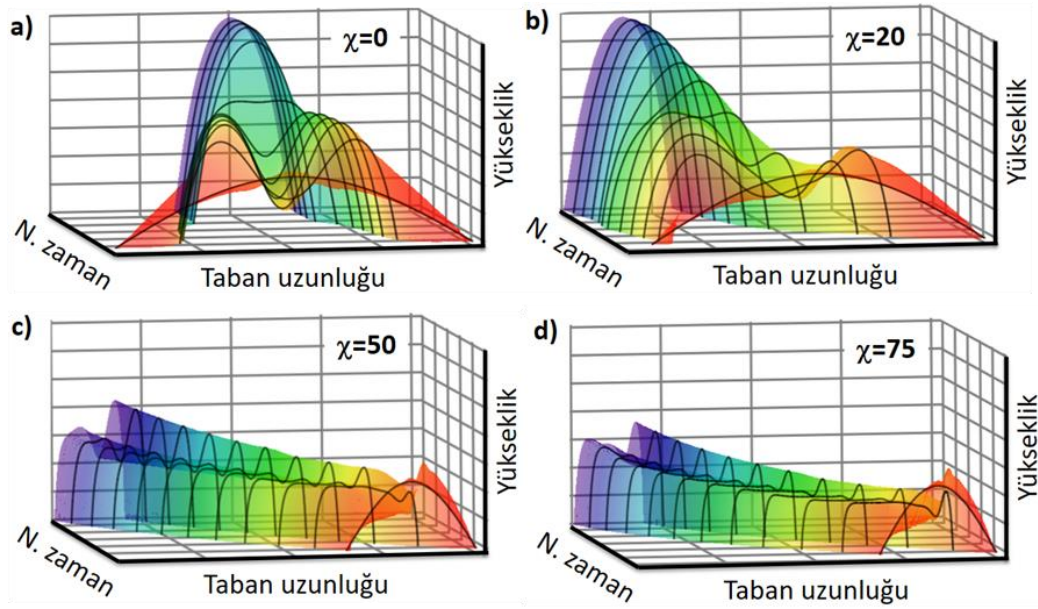 a)
χ=0
Yükseklik
N. zaman
Taban uzunluğu
b)
χ=20
Yükseklik
N. zaman
Taban uzunluğu
c)
χ=50
Yükseklik
N. zaman
Taban uzunluğu
d)
χ=75
Yükseklik
N. zaman
Taban uzunluğu